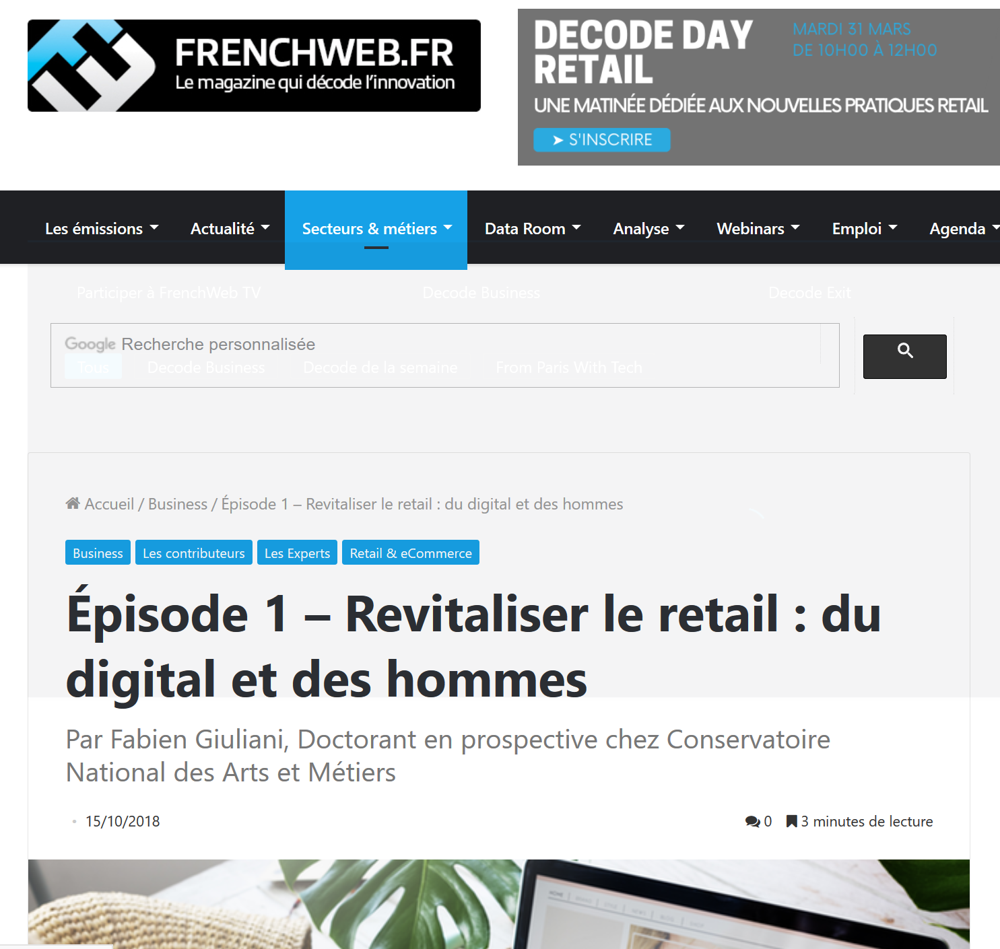 FRENCHWEB.FR
Le magazine qui décode l'innovation
DECODE DAY
RETAIL
MARDI 31 MARS
DE 10H00 À 12H00
UNE MATINÉE DÉDIÉE AUX NOUVELLES PRATIQUES RETAIL
➤ S'INSCRIRE
Les émissions Actualité Secteurs & métiers Data Room Analyse Webinars Emploi Agenda
Participer à FrenchWeb TV Decode Business Decode Exit
Google Recherche personnalisée
Tous Decode Business Decode de la semaine From Paris With Tech
Accueil / Business / Épisode 1 – Revitaliser le retail : du digital et des hommes
Business Les contributeurs Les Experts Retail & eCommerce
Épisode 1 – Revitaliser le retail : du
digital et des hommes
Par Fabien Giuliani, Doctorant en prospective chez Conservatoire
National des Arts et Métiers
• 15/10/2018 0 3 minutes de lecture
HOME